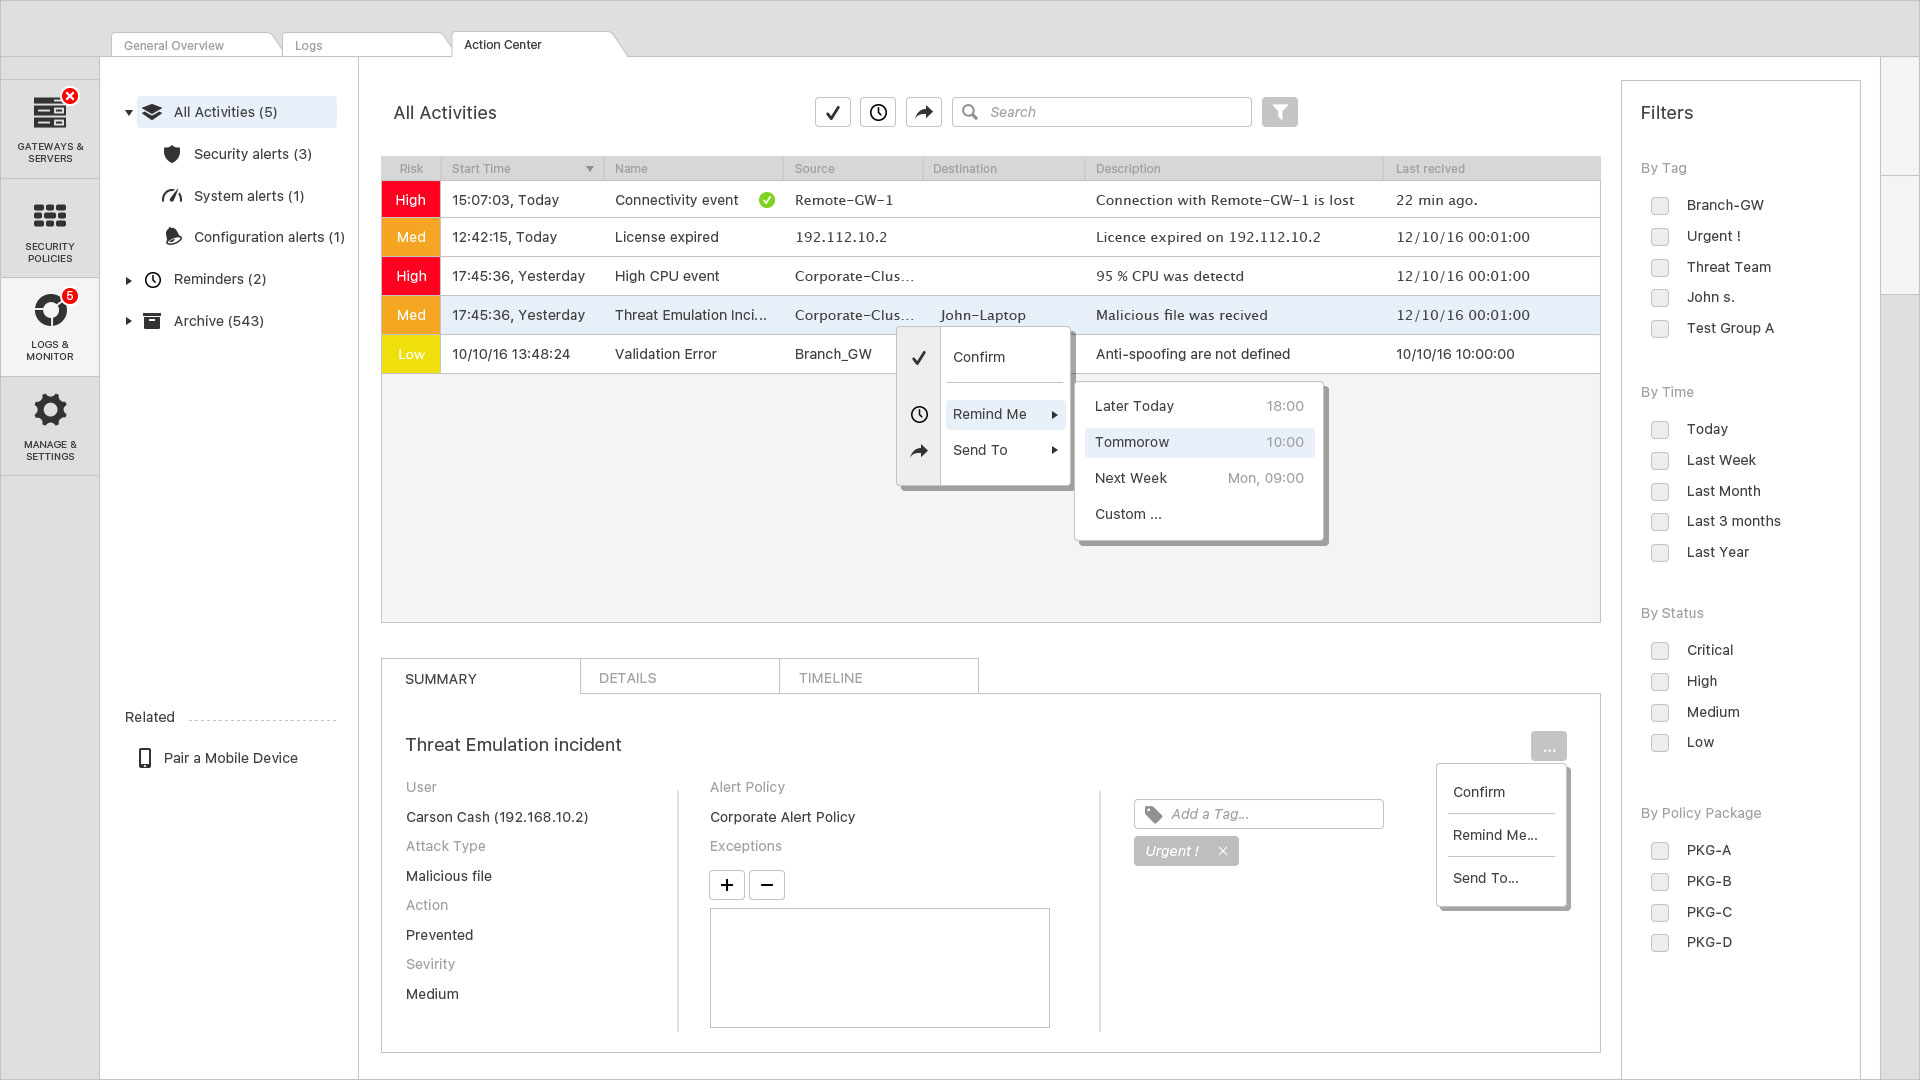 General Overview
Logs
Action Center
GATEWAYS &
SERVERS
SECURITY
POLICIES
5
LOGS &
MONITOR
MANAGE &
SETTINGS
All Activities (5)
Security alerts (3)
System alerts (1)
Configuration alerts (1)
Reminders (2)
Archive (543)
Related
Pair a Mobile Device
All Activities
Search
Risk Start Time Name Source Destination Description Last recived
High 15:07:03, Today Connectivity event Remote-GW-1 Connection with Remote-GW-1 is lost 22 min ago.
Med 12:42:15, Today License expired 192.112.10.2 Licence expired on 192.112.10.2 12/10/16 00:01:00
High 17:45:36, Yesterday High CPU event Corporate-Clus... 95 % CPU was detectd 12/10/16 00:01:00
Med 17:45:36, Yesterday Threat Emulation Inci... Corporate-Clus... John-Laptop Malicious file was recived 12/10/16 00:01:00
Low 10/10/16 13:48:24 Validation Error Branch_GW Anti-spoofing are not defined 10/10/16 10:00:00
Confirm
Remind Me
Send To
Later Today 18:00
Tommorow 10:00
Next Week Mon, 09:00
Custom ...
SUMMARY
DETAILS
TIMELINE
Threat Emulation incident
...
User
Carson Cash (192.168.10.2)
Attack Type
Malicious file
Action
Prevented
Sevirity
Medium
Alert Policy
Corporate Alert Policy
Exceptions
Add a Tag...
Urgent !
Confirm
Remind Me...
Send To...
Filters
By Tag
Branch-GW
Urgent !
Threat Team
John s.
Test Group A
By Time
Today
Last Week
Last Month
Last 3 months
Last Year
By Status
Critical
High
Medium
Low
By Policy Package
PKG-A
PKG-B
PKG-C
PKG-D